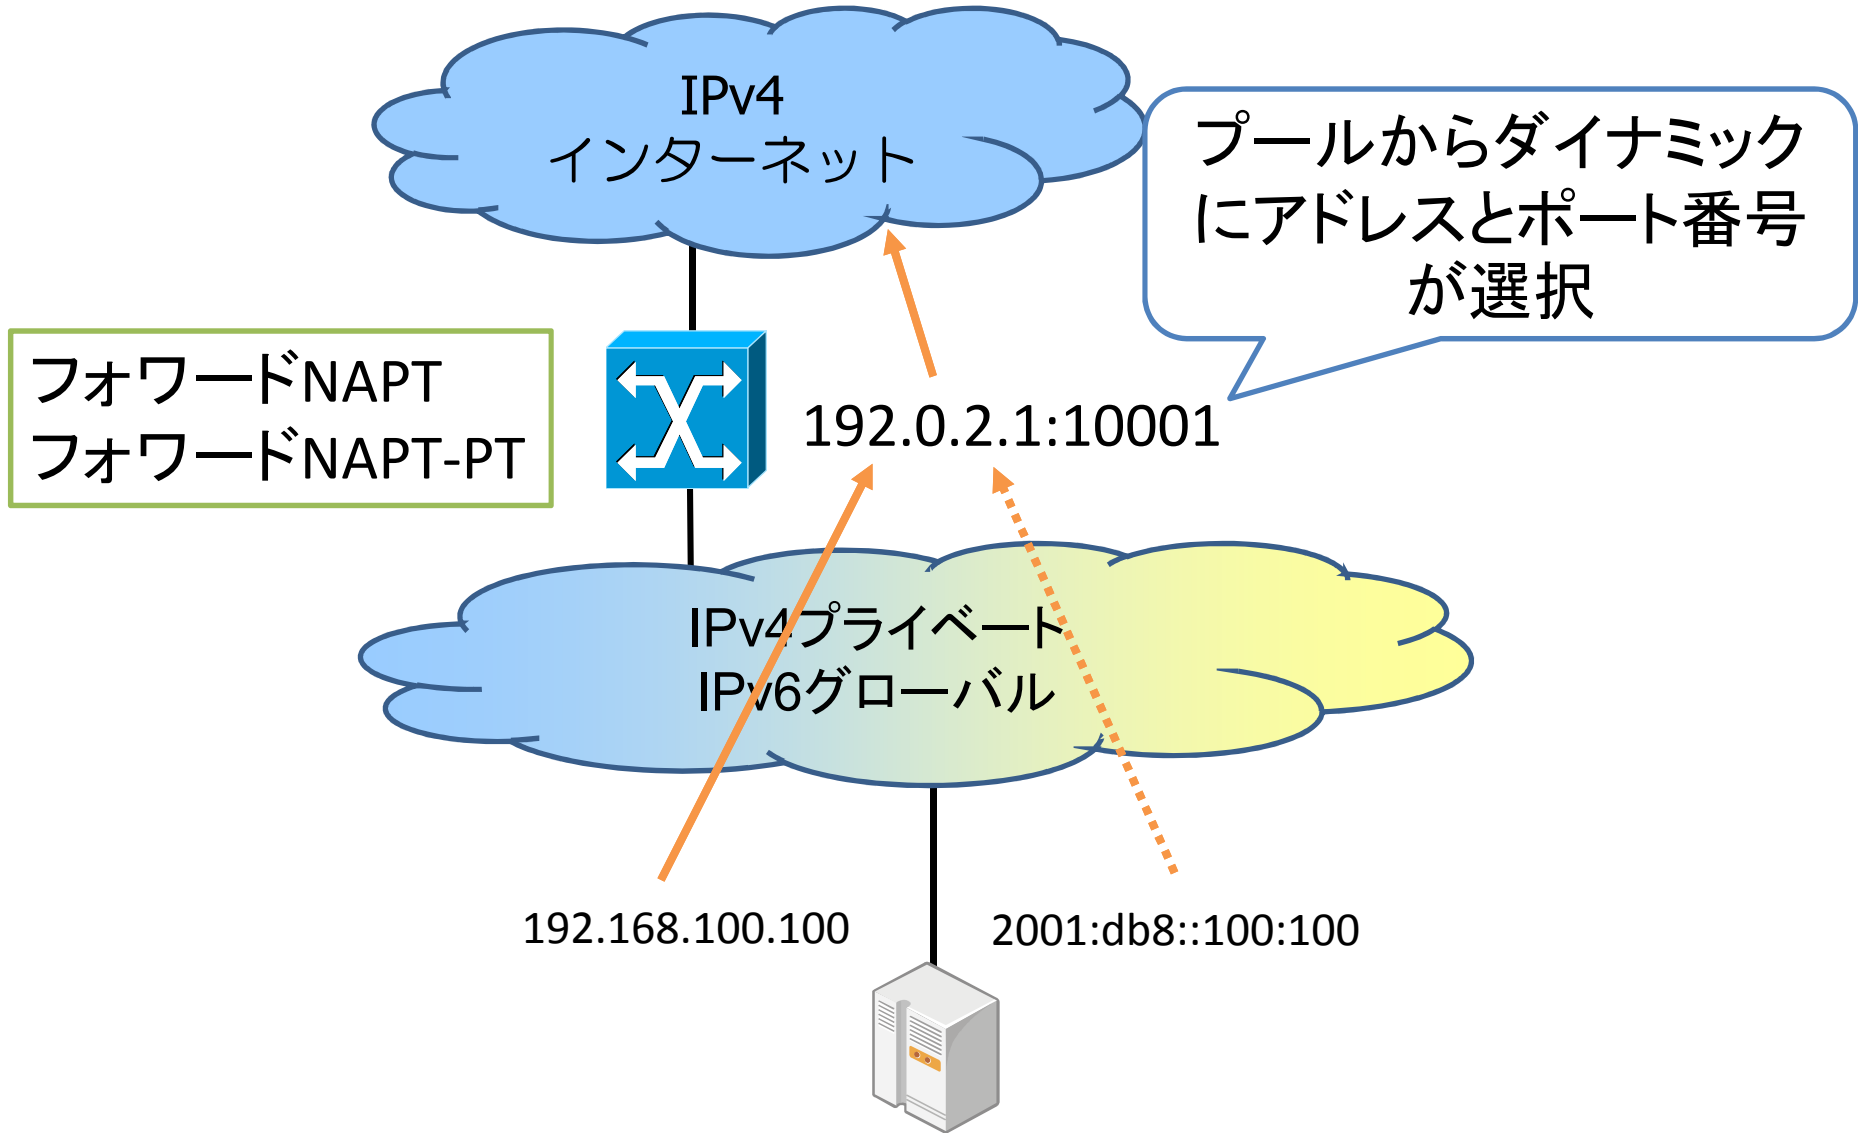 IPv4
インターネット
プールからダイナミック
にアドレスとポート番号
が選択
フォワードNAPT
フォワードNAPT-PT
192.0.2.1:10001
IPv4プライベート
IPv6グローバル
192.168.100.100
2001:db8::100:100